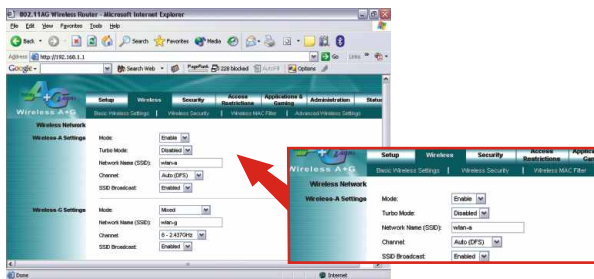 802.11AG Wireless Router - Microsoft Internet Explorer
File Edit View Favorites Tools Help
Back Search Favorites Media
Address http://192.168.1.1 Go Links
Google Search Web PageRank 228 blocked AutoFill Options
Wireless A+G
Setup Wireless Security Access Restrictions Applications & Gaming Administration Status
Basic Wireless Settings Wireless Security Wireless MAC Filter Advanced Wireless Settings
Wireless Network
Wireless-A Settings
Mode: Enable
Turbo Mode: Disabled
Network Name (SSID): wlan-a
Channel: Auto (DFS)
SSID Broadcast: Enabled
Wireless-G Settings
Mode: Mixed
Network Name (SSID): wlan-g
Channel: 6 - 2.437GHz
SSID Broadcast: Enabled
Done Internet
Wireless A+G
Setup Wireless Security Access Restrictions
Basic Wireless Settings Wireless Security Wireless MAC Filter
Wireless Network
Wireless-A Settings
Mode: Enable
Turbo Mode: Disabled
Network Name (SSID): wlan-a
Channel: Auto (DFS)
SSID Broadcast: Enabled